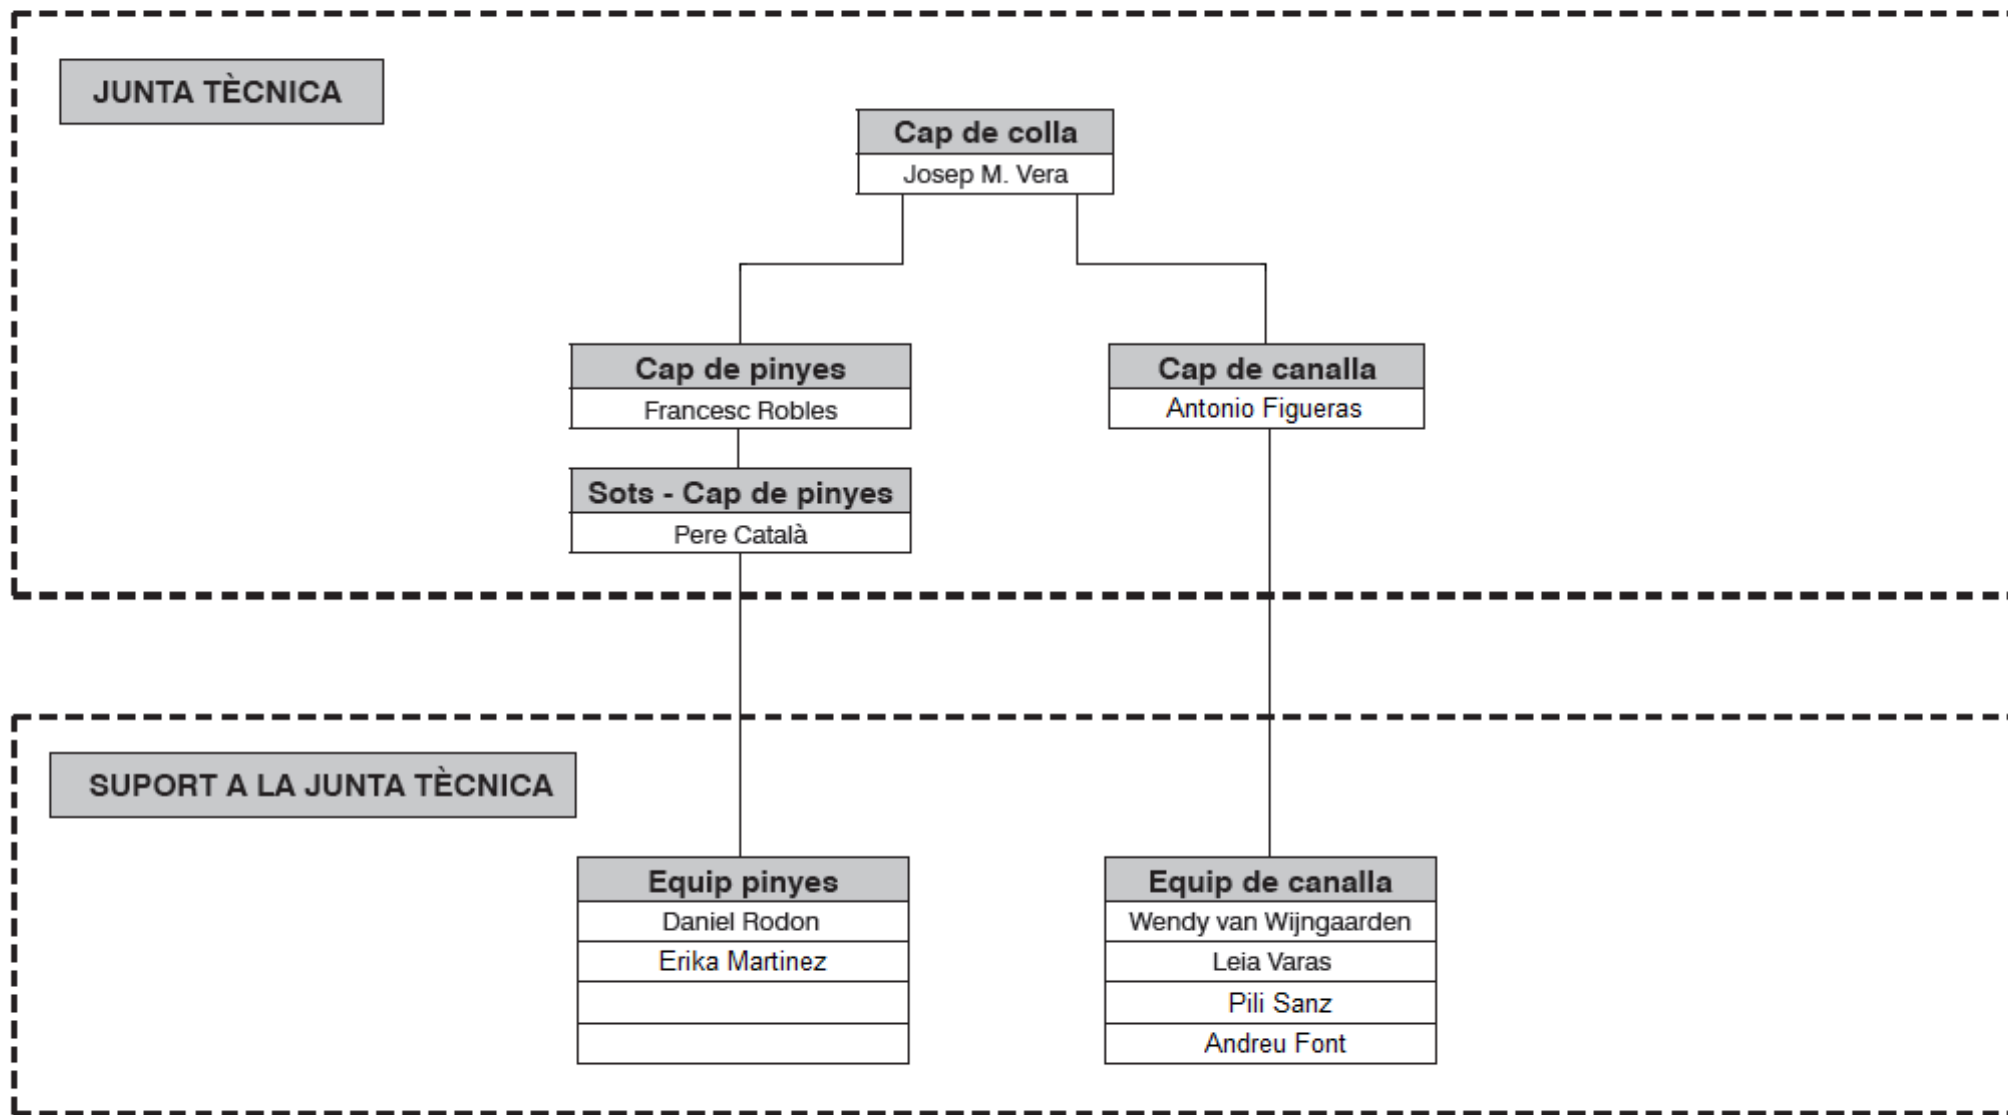 JUNTA TÈCNICA
Cap de colla
Josep M. Vera
Cap de pinyes
Francesc Robles
Cap de canalla
Antonio Figueras
Sots - Cap de pinyes
Pere Català
SUPORT A LA JUNTA TÈCNICA
Equip pinyes
Daniel Rodon
Erika Martinez
Equip de canalla
Wendy van Wijngaarden
Leia Varas
Pili Sanz
Andreu Font